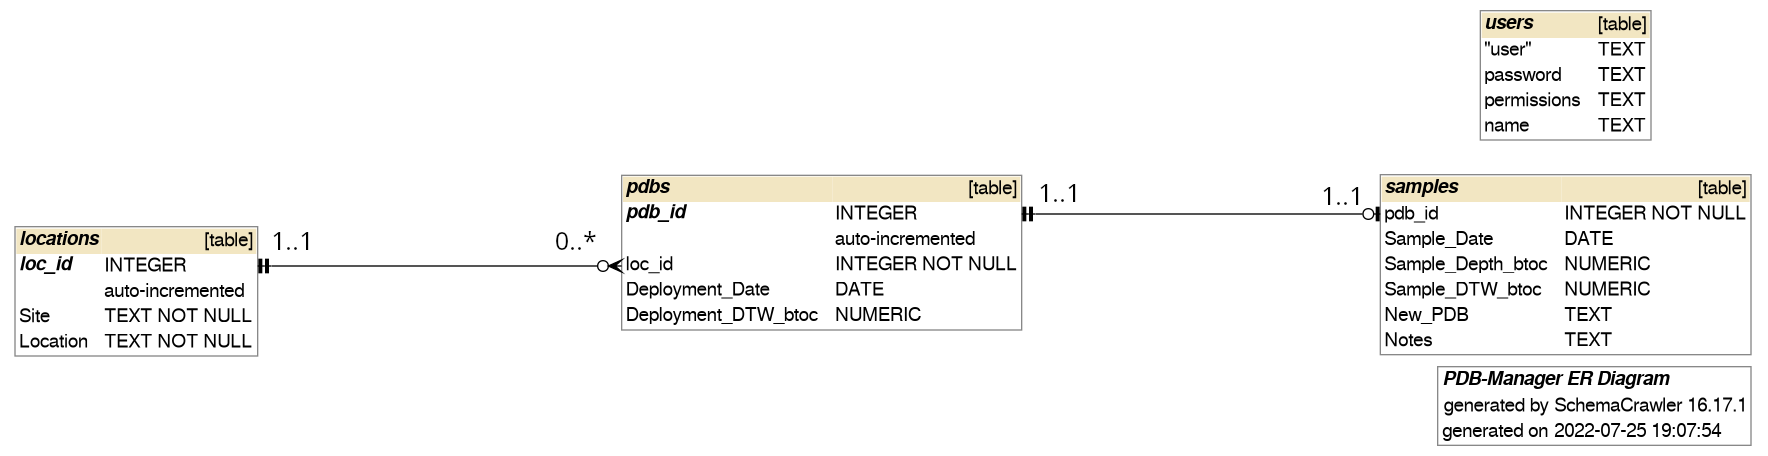 users [table]
"user" TEXT
password TEXT
permissions TEXT
name TEXT
locations [table]
loc_id INTEGER
auto-incremented
Site TEXT NOT NULL
Location TEXT NOT NULL
1..1
0..*
pdbs [table]
pdb_id INTEGER
auto-incremented
loc_id INTEGER NOT NULL
Deployment_Date DATE
Deployment_DTW_btoc NUMERIC
1..1
1..1
samples [table]
pdb_id INTEGER NOT NULL
Sample_Date DATE
Sample_Depth_btoc NUMERIC
Sample_DTW_btoc NUMERIC
New_PDB TEXT
Notes TEXT
PDB-Manager ER Diagram
generated by SchemaCrawler 16.17.1
generated on 2022-07-25 19:07:54